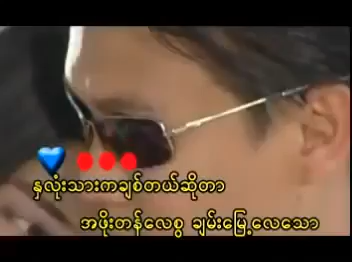 နှလုံးသားကချစ်တယ်ဆိုတာ
အဖိုးတန်လေစွ ချမ်းမြေ့လေသော